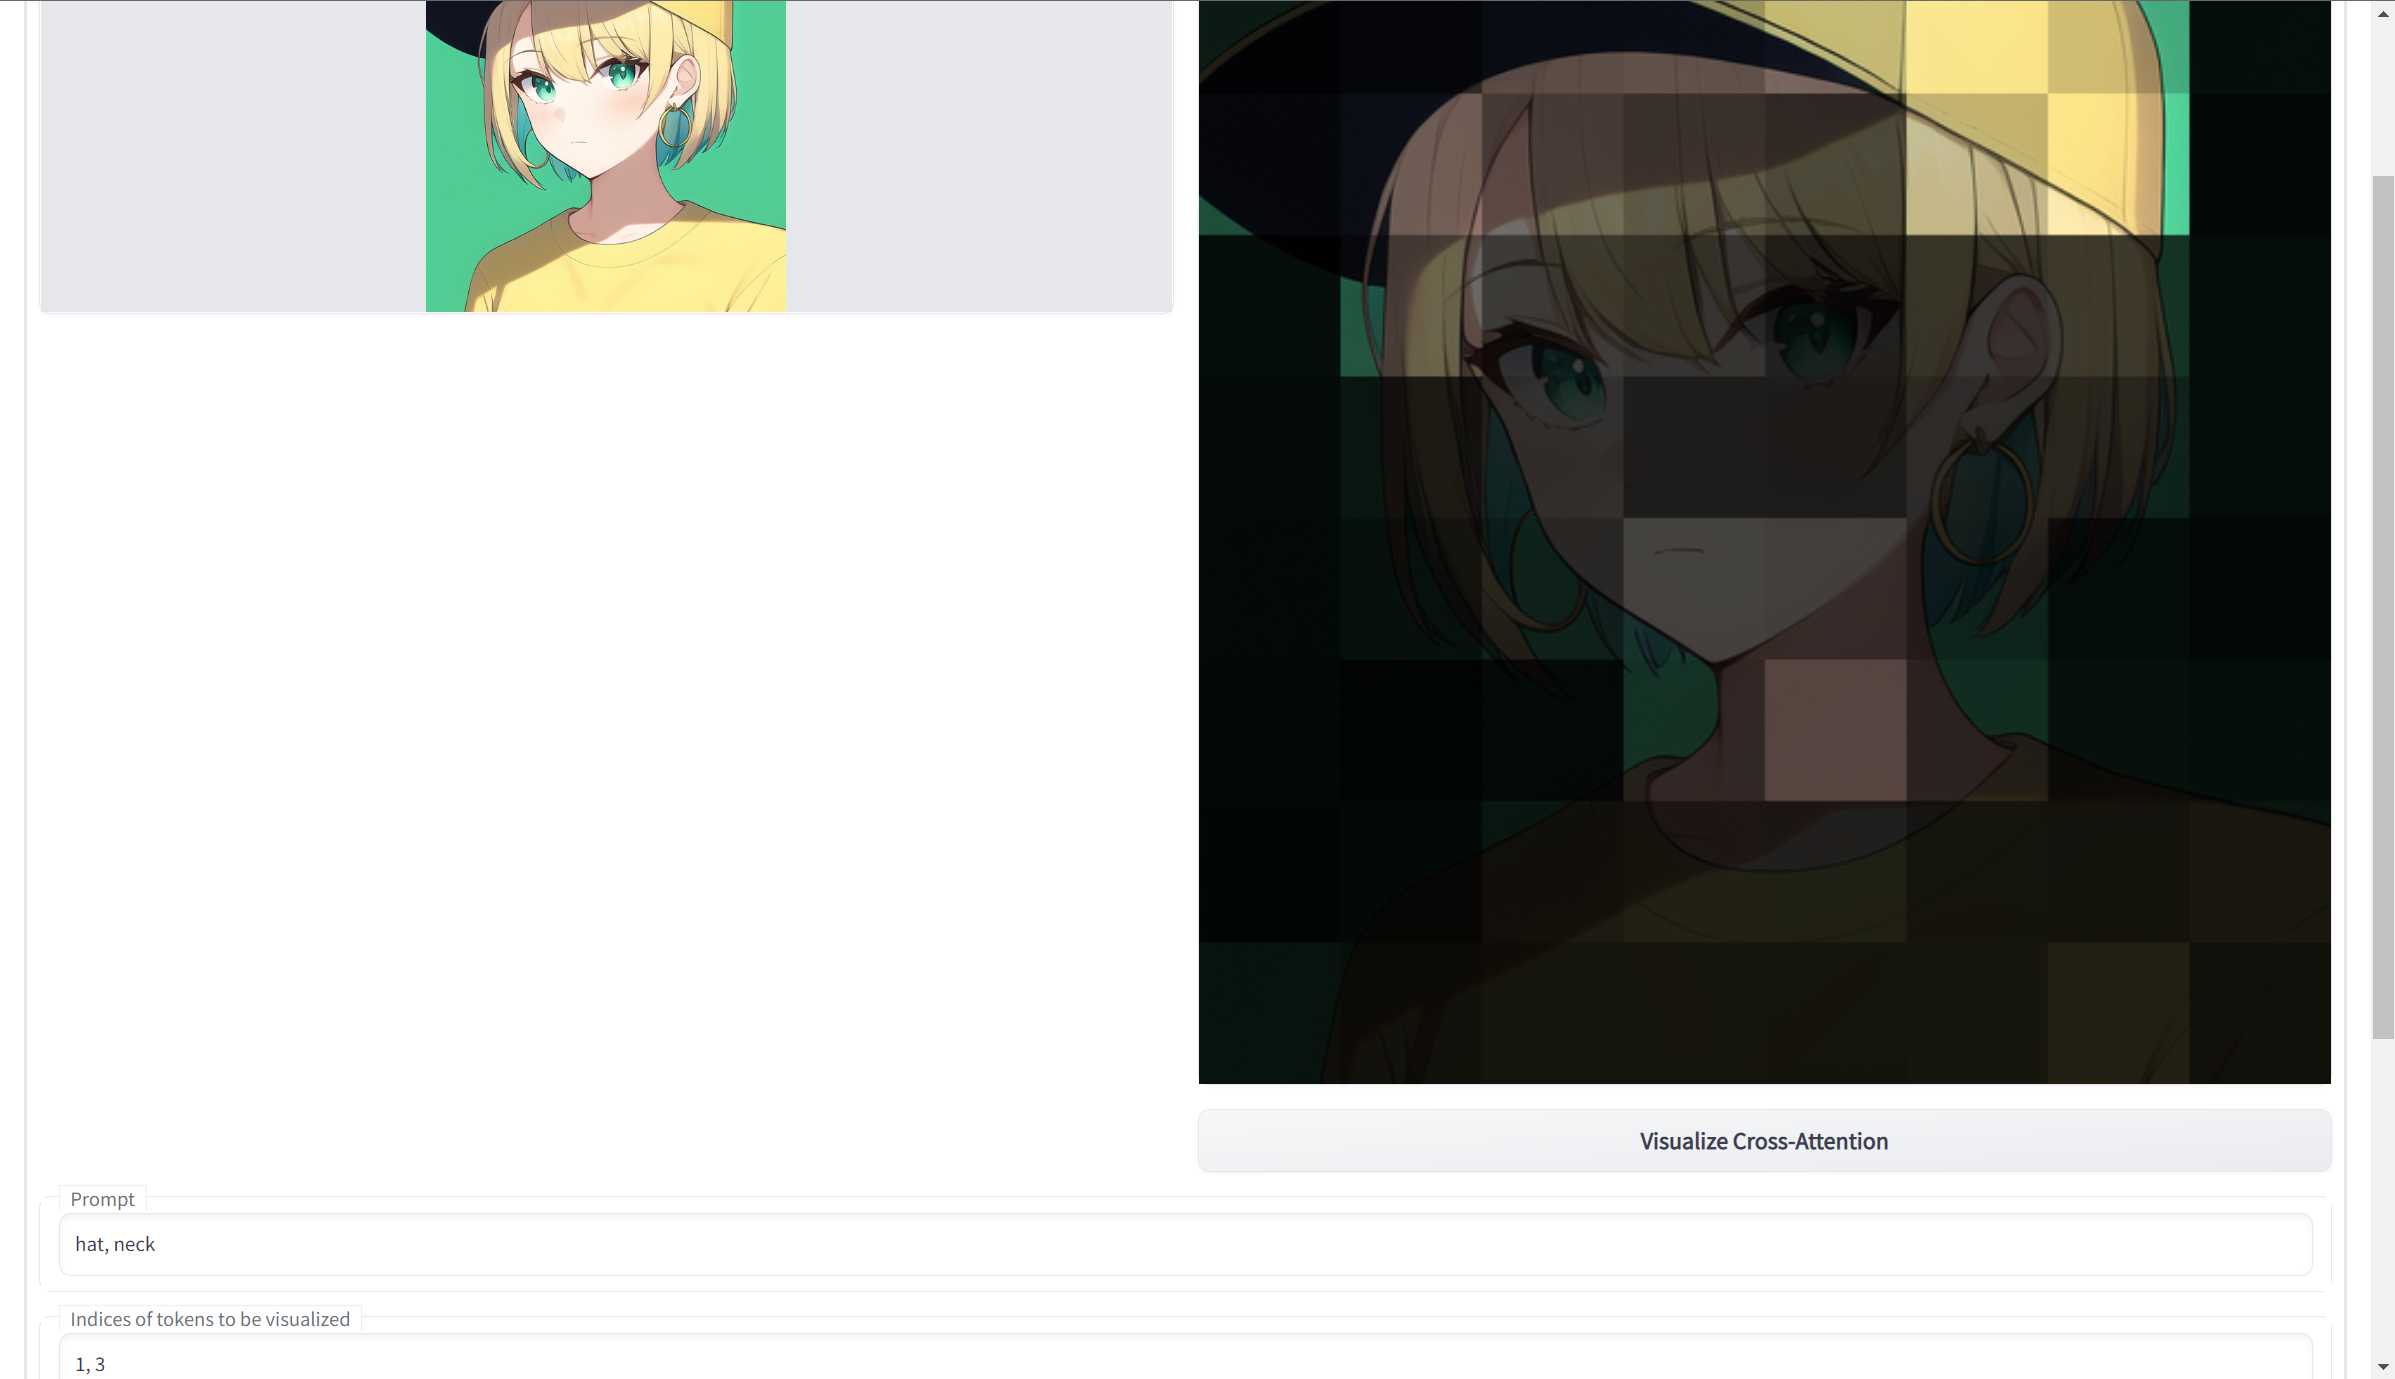 Visualize Cross-Attention
Prompt
hat, neck
Indices of tokens to be visualized
1, 3